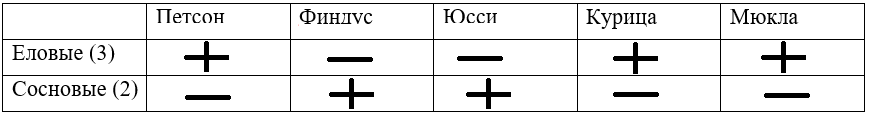 Петсон Финдус Юсси Курица Мюкла
Еловые (3) + — — + +
Сосновые (2) — + + — —